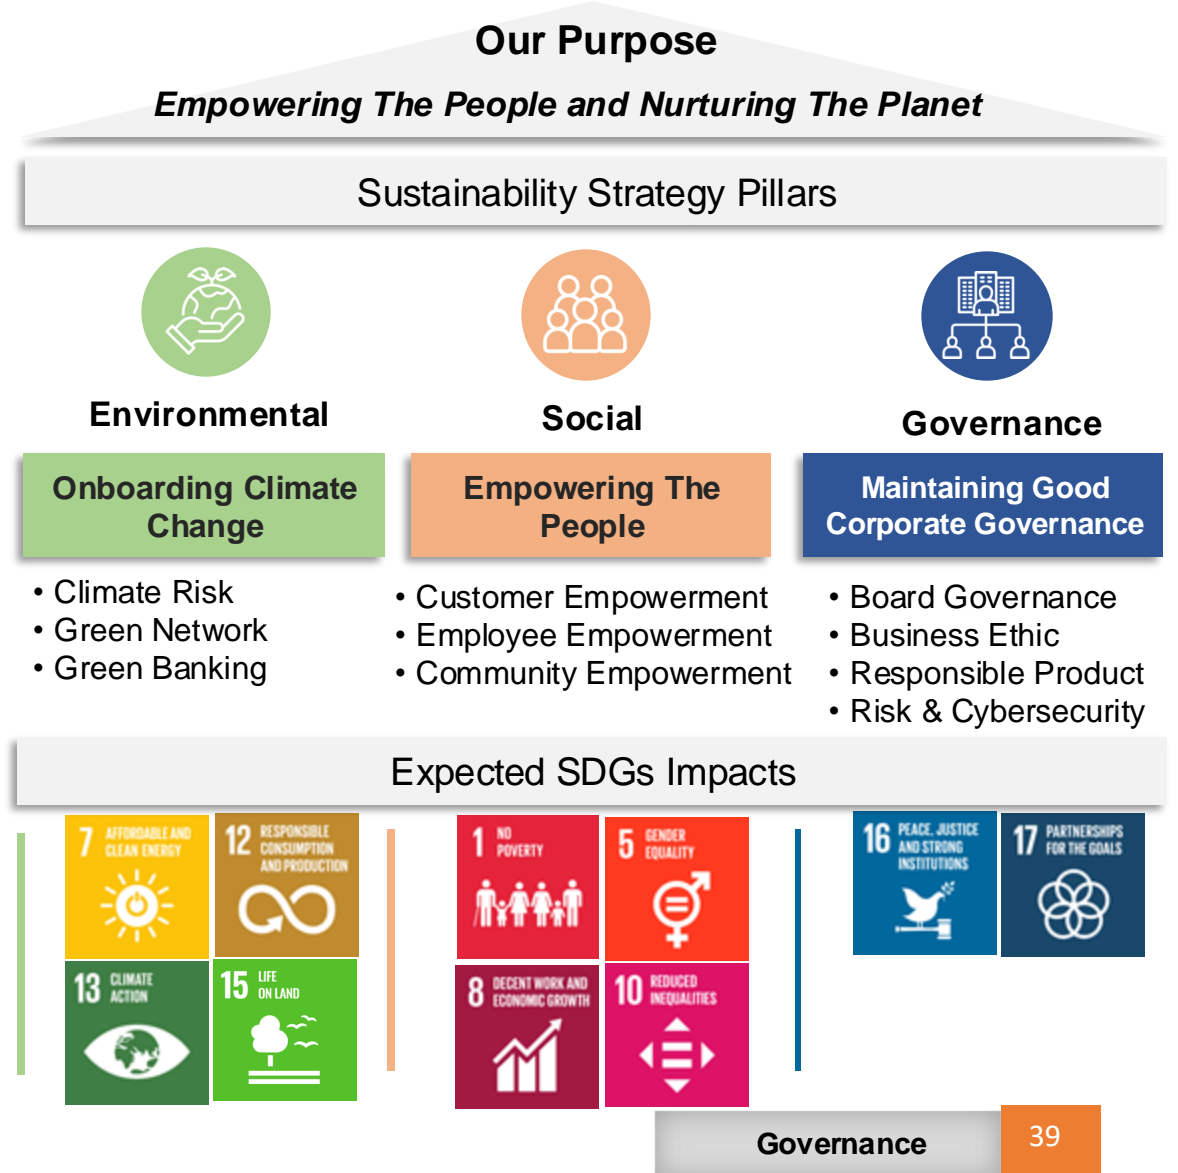 Our Purpose
Empowering The People and Nurturing The Planet
Sustainability Strategy Pillars
Environmental
Onboarding Climate
Change
• Climate Risk
• Green Network
• Green Banking
Social
Empowering The
People
• Customer Empowerment
• Employee Empowerment
• Community Empowerment
Governance
Maintaining Good
Corporate Governance
• Board Governance
• Business Ethic
• Responsible Product
• Risk & Cybersecurity
Expected SDGs Impacts
7 AFFORDABLE AND
CLEAN ENERGY
12 RESPONSIBLE
CONSUMPTION
AND PRODUCTION
13 CLIMATE
ACTION
15 LIFE
ON LAND
1 NO
POVERTY
5 GENDER
EQUALITY
8 DECENT WORK AND
ECONOMIC GROWTH
10 REDUCED
INEQUALITIES
16 PEACE, JUSTICE
AND STRONG
INSTITUTIONS
17 PARTNERSHIPS
FOR THE GOALS
Governance
39